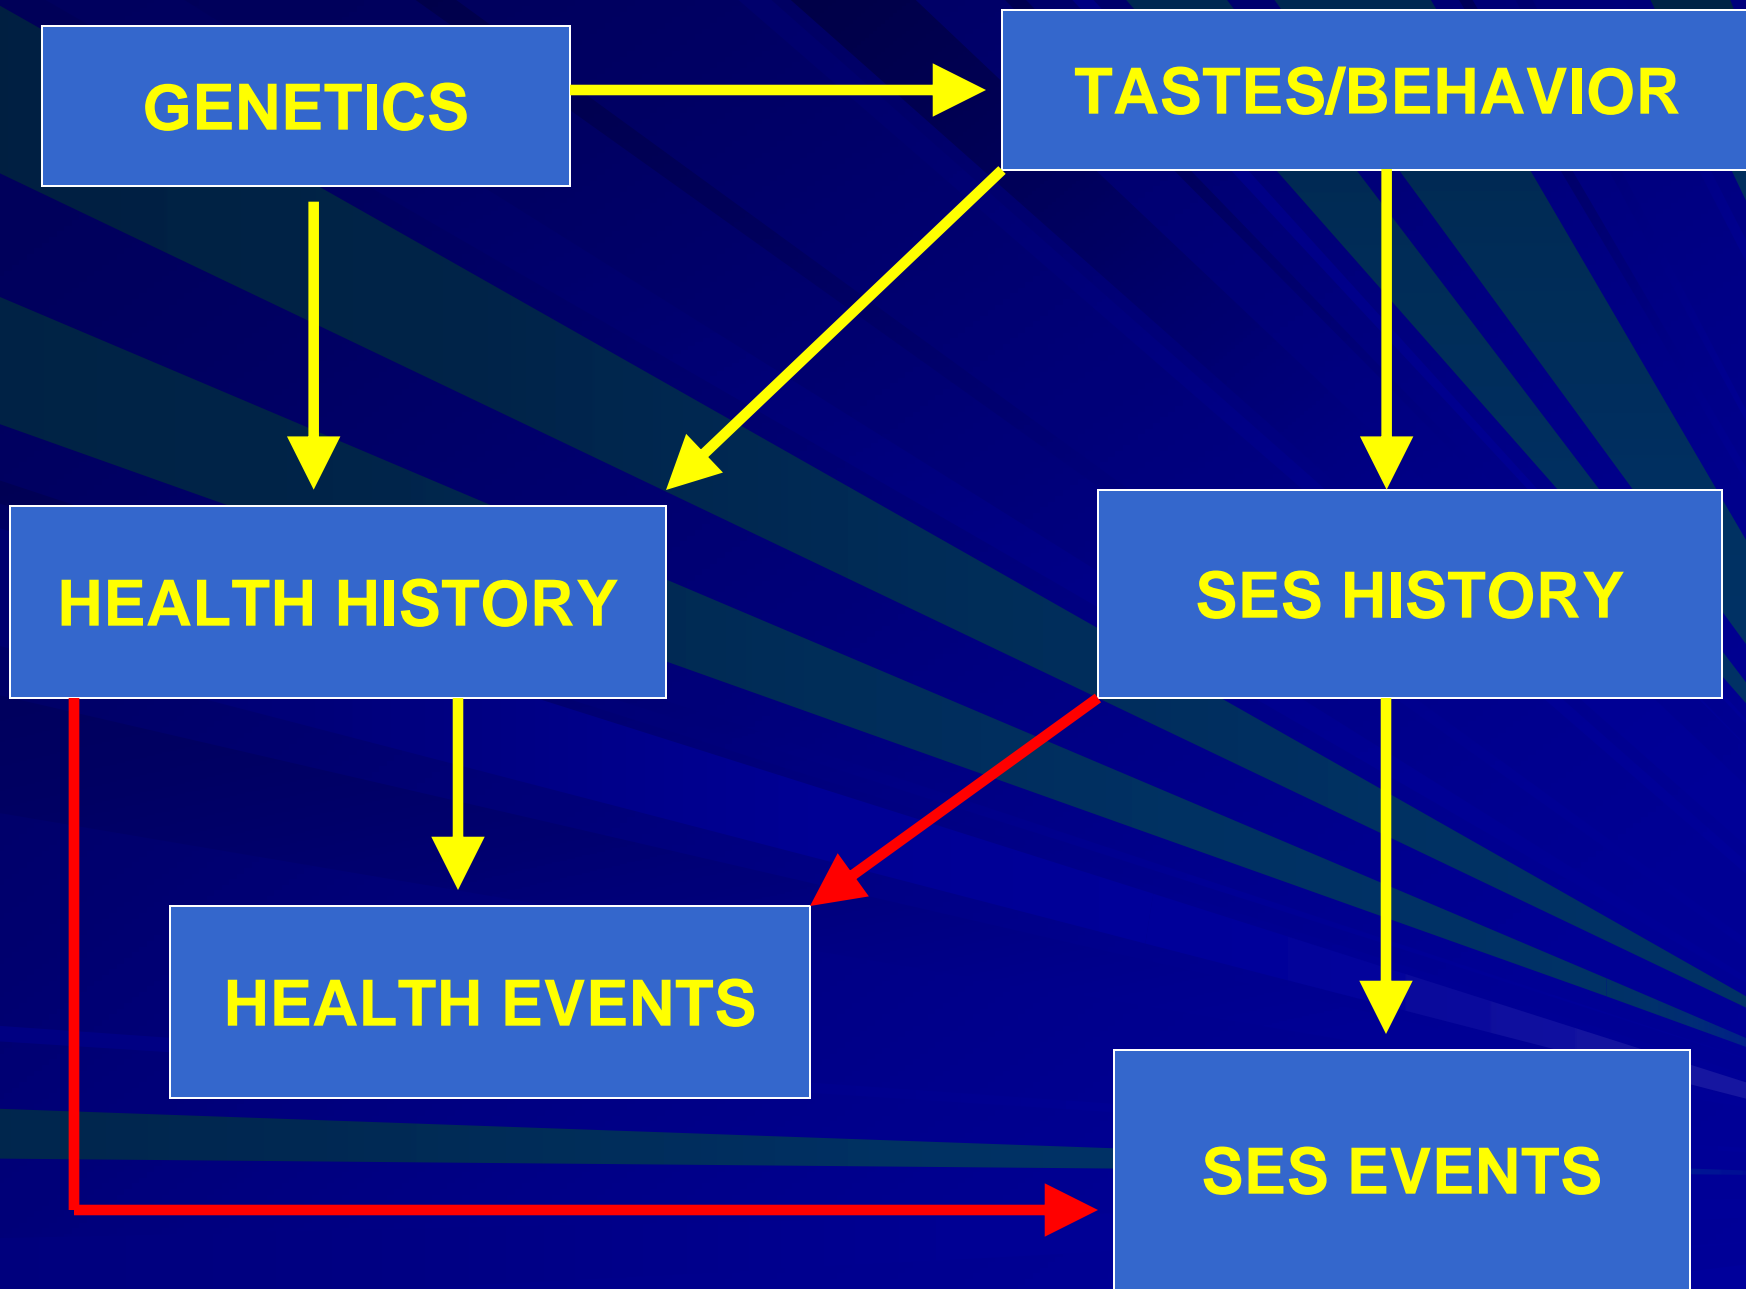 GENETICS
TASTES/BEHAVIOR
HEALTH HISTORY
SES HISTORY
HEALTH EVENTS
SES EVENTS